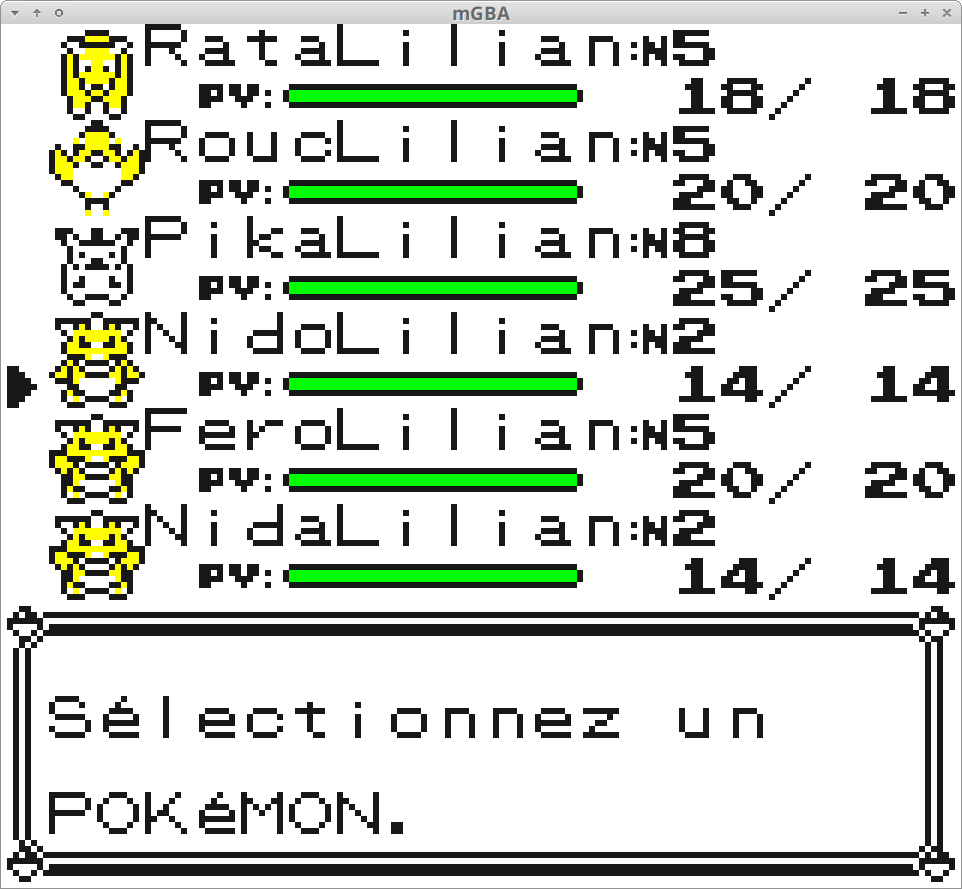 mGBA
RataLilian:N5
PV: 18/ 18
RoucLilian:N5
PV: 20/ 20
PikaLilian:N8
PV: 25/ 25
NidoLilian:N2
PV: 14/ 14
FeroLilian:N5
PV: 20/ 20
NidaLilian:N2
PV: 14/ 14
Sélectionnez un
POKéMON.